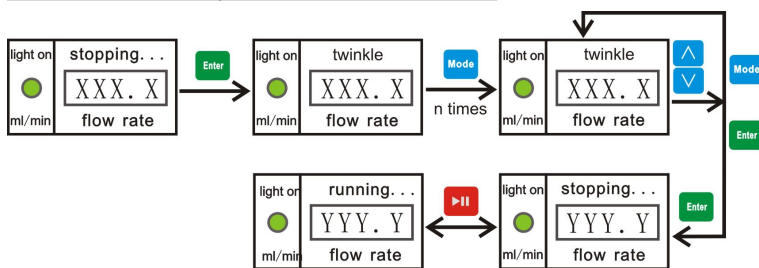 light on
stopping...
XXX. X
ml/min
flow rate
Enter
light on
twinkle
XXX. X
ml/min
flow rate
Mode
n times
light on
twinkle
XXX. X
ml/min
flow rate
Mode
Enter
light on
running...
YYY. Y
ml/min
flow rate
light on
stopping...
YYY. Y
ml/min
flow rate
Enter